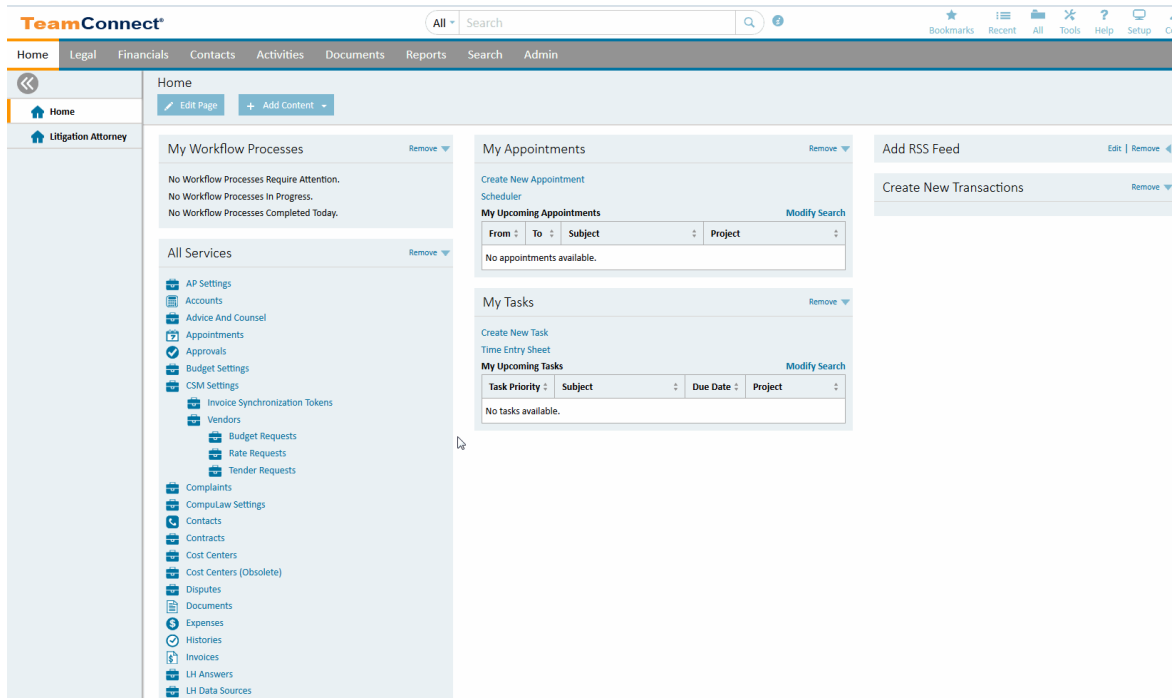 TeamConnect®
All Search
Bookmarks Recent All Tools Help Setup
Home Legal Financials Contacts Activities Documents Reports Search Admin
Home
Litigation Attorney
Home
Edit Page + Add Content
My Workflow Processes Remove
No Workflow Processes Require Attention.
No Workflow Processes In Progress.
No Workflow Processes Completed Today.
All Services Remove
AP Settings
Accounts
Advice And Counsel
Appointments
Approvals
Budget Settings
CSM Settings
Invoice Synchronization Tokens
Vendors
Budget Requests
Rate Requests
Tender Requests
Complaints
CompuLaw Settings
Contacts
Contracts
Cost Centers
Cost Centers (Obsolete)
Disputes
Documents
Expenses
Histories
Invoices
LH Answers
LH Data Sources
My Appointments Remove
Create New Appointment
Scheduler
My Upcoming Appointments Modify Search
From To Subject Project
No appointments available.
My Tasks Remove
Create New Task
Time Entry Sheet
My Upcoming Tasks Modify Search
Task Priority Subject Due Date Project
No tasks available.
Add RSS Feed Edit | Remove
Create New Transactions Remove